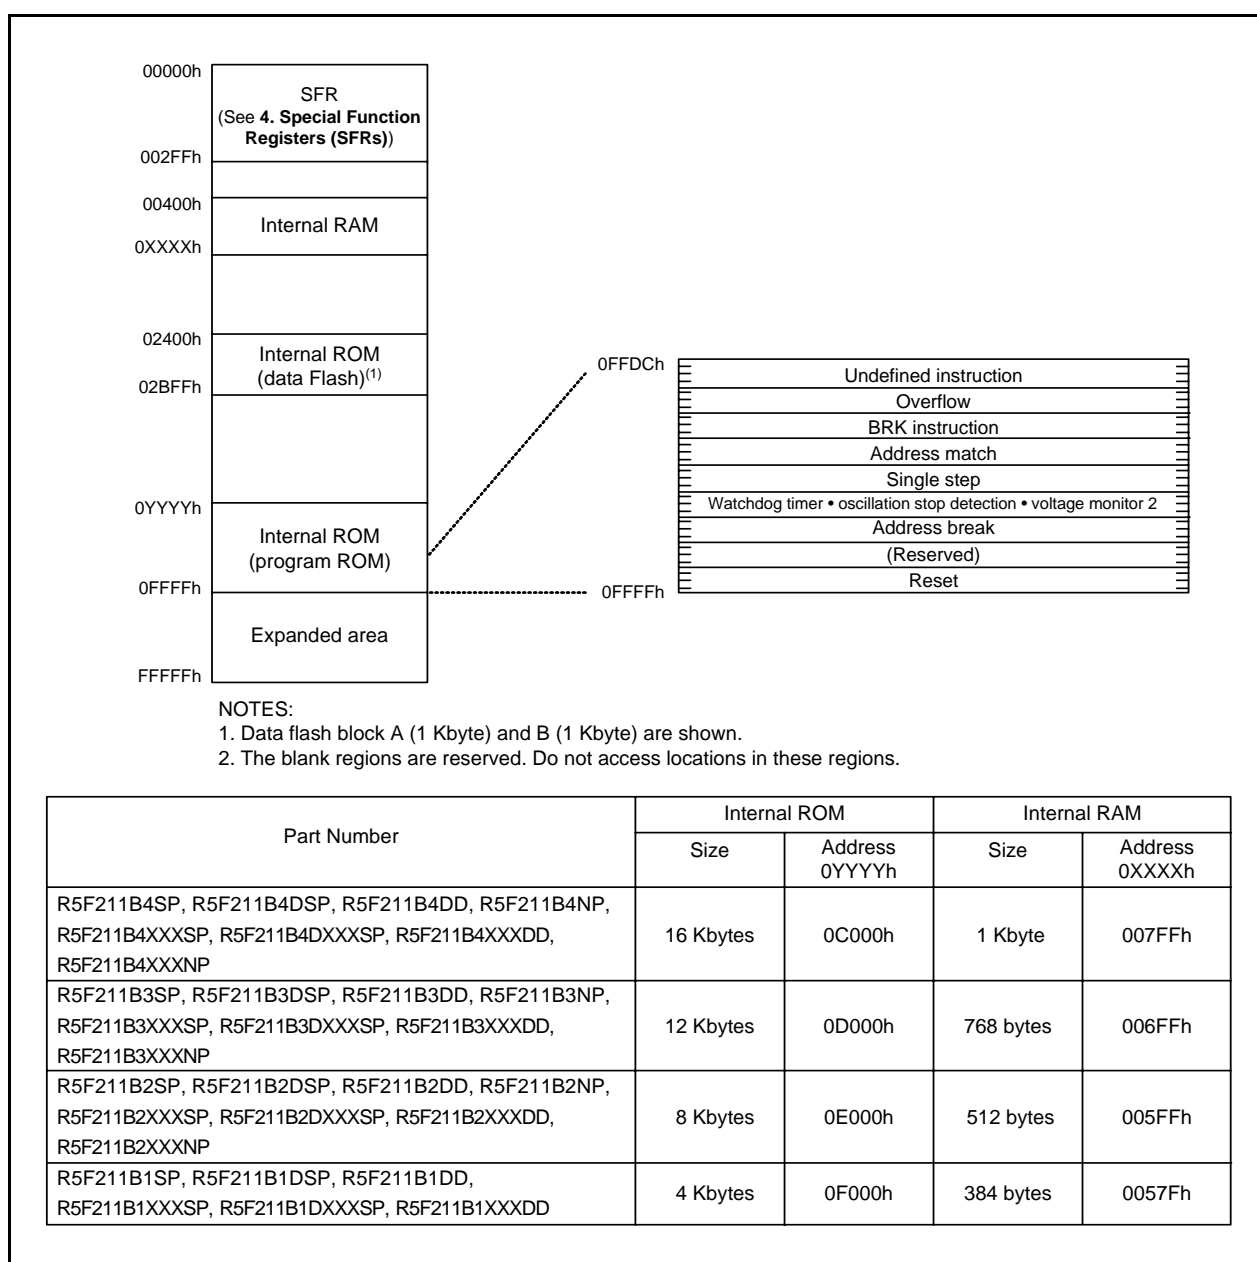 00000h
SFR
(See 4. Special Function
Registers (SFRs))
002FFh
00400h
Internal RAM
0XXXXh
02400h
Internal ROM
(data Flash)(1)
02BFFh
0YYYYh
Internal ROM
(program ROM)
0FFFFh
Expanded area
FFFFFh
0FFDCh
Undefined instruction
Overflow
BRK instruction
Address match
Single step
Watchdog timer • oscillation stop detection • voltage monitor 2
Address break
(Reserved)
Reset
0FFFFh
NOTES:
1. Data flash block A (1 Kbyte) and B (1 Kbyte) are shown.
2. The blank regions are reserved. Do not access locations in these regions.
Part Number
Internal ROM
Internal RAM
Size
Address
0YYYYh
Size
Address
0XXXXh
R5F211B4SP, R5F211B4DSP, R5F211B4DD, R5F211B4NP,
R5F211B4XXXSP, R5F211B4DXXXSP, R5F211B4XXXDD,
R5F211B4XXXNP
16 Kbytes
0C000h
1 Kbyte
007FFh
R5F211B3SP, R5F211B3DSP, R5F211B3DD, R5F211B3NP,
R5F211B3XXXSP, R5F211B3DXXXSP, R5F211B3XXXDD,
R5F211B3XXXNP
12 Kbytes
0D000h
768 bytes
006FFh
R5F211B2SP, R5F211B2DSP, R5F211B2DD, R5F211B2NP,
R5F211B2XXXSP, R5F211B2DXXXSP, R5F211B2XXXDD,
R5F211B2XXXNP
8 Kbytes
0E000h
512 bytes
005FFh
R5F211B1SP, R5F211B1DSP, R5F211B1DD,
R5F211B1XXXSP, R5F211B1DXXXSP, R5F211B1XXXDD
4 Kbytes
0F000h
384 bytes
0057Fh